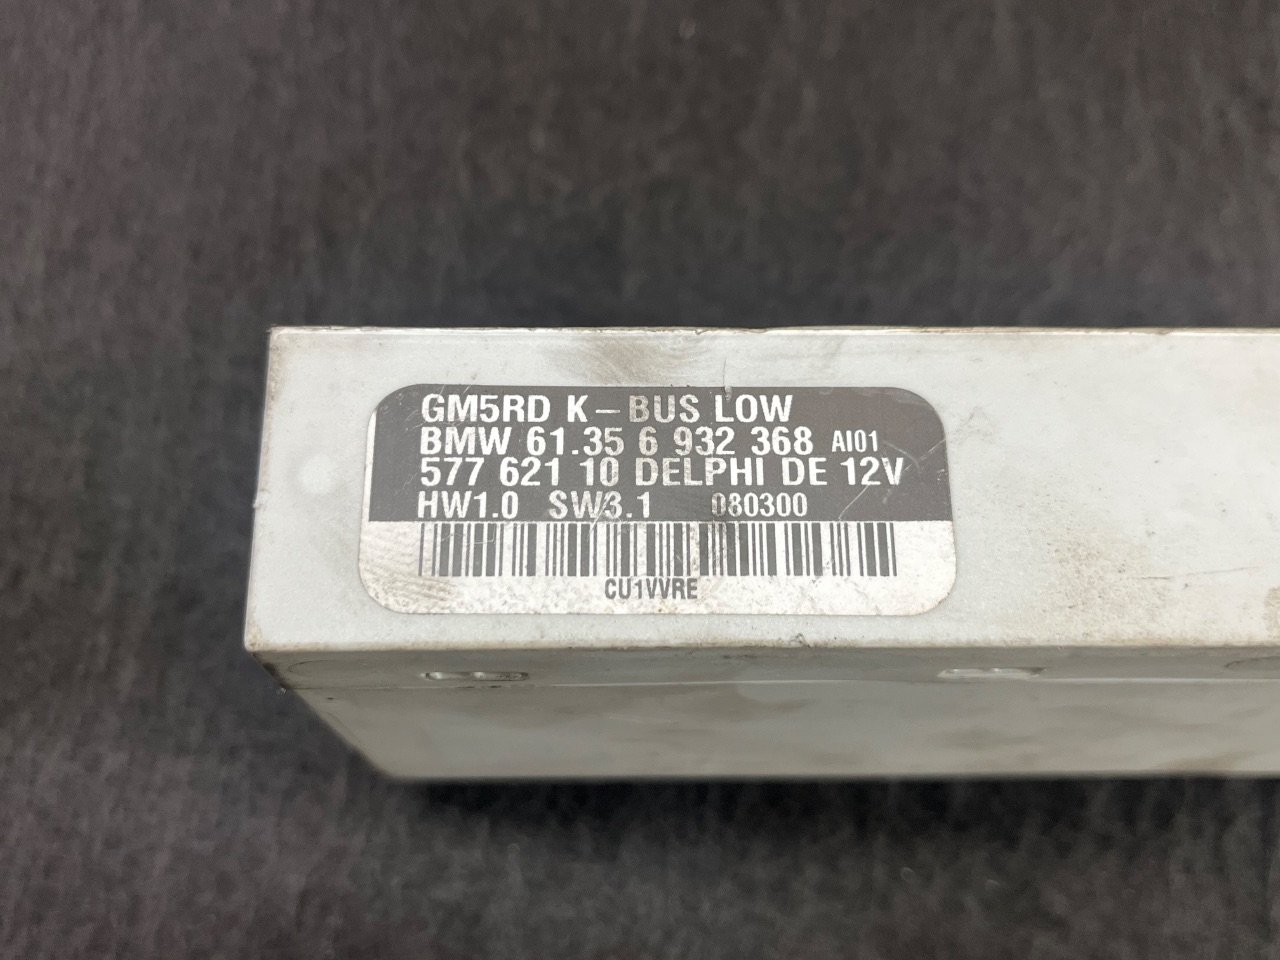 GM5RD K-BUS LOW
BMW 61.35 6 932 368 AI01
577 621 10 DELPHI DE 12V
HW1.0 SW3.1 080300
CU1VVRE